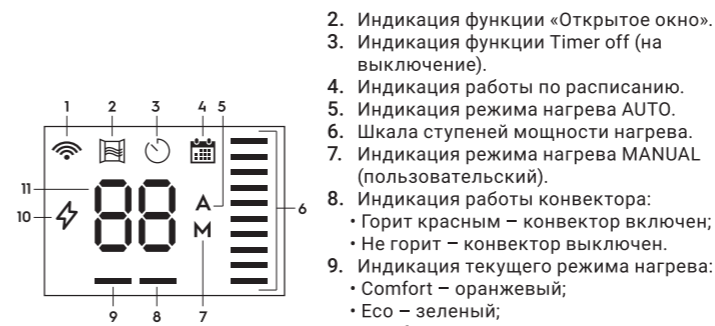 2. Индикация функции «Открытое окно».
3. Индикация функции Timer off (на
выключение).
4. Индикация работы по расписанию.
5. Индикация режима нагрева AUTO.
6. Шкала ступеней мощности нагрева.
7. Индикация режима нагрева MANUAL
(пользовательский).
8. Индикация работы конвектора:
• Горит красным – конвектор включен;
• Не горит – конвектор выключен.
9. Индикация текущего режима нагрева:
• Comfort – оранжевый;
• Eco – зеленый;
1 2 3 4 5
11
88
A
10
6
M
9 8 7